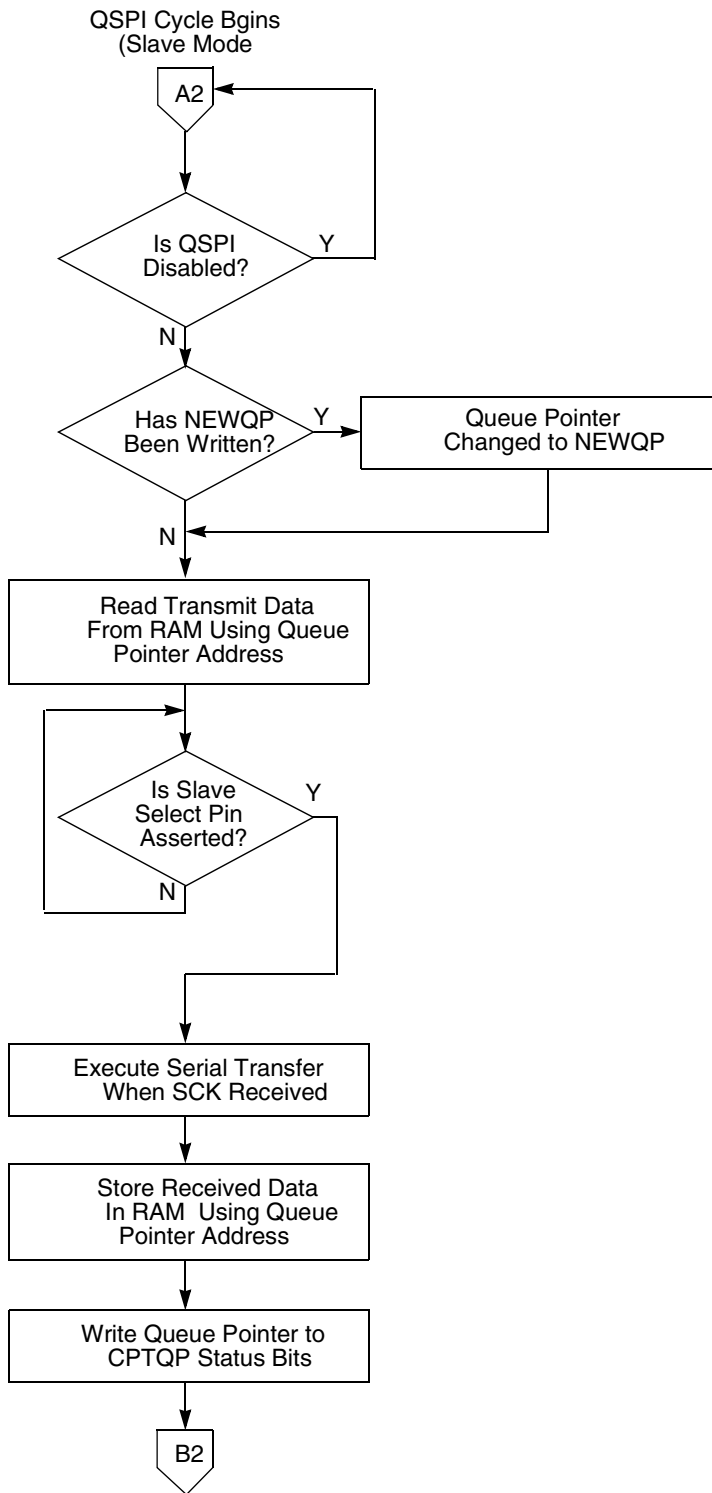 QSPI Cycle Bgins
(Slave Mode
A2
Is QSPI
Disabled?
Y
N
Has NEWQP
Been Written?
Y
Queue Pointer
Changed to NEWQP
N
Read Transmit Data
From RAM Using Queue
Pointer Address
Is Slave
Select Pin
Asserted?
Y
N
Execute Serial Transfer
When SCK Received
Store Received Data
In RAM Using Queue
Pointer Address
Write Queue Pointer to
CPTQP Status Bits
B2